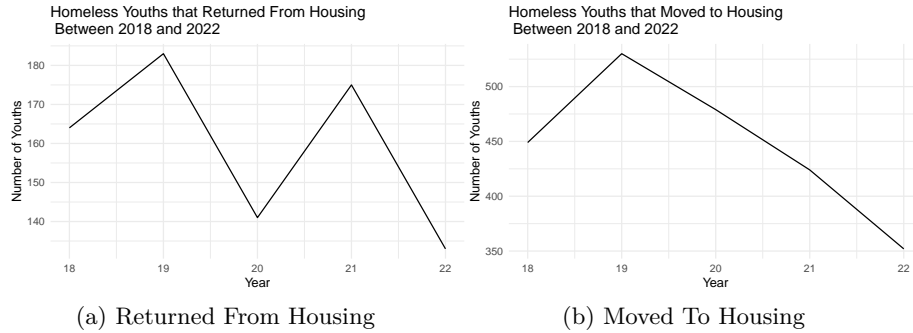 Homeless Youths that Returned From Housing
Between 2018 and 2022
180
170
160
150
140
Number of Youths
18 19 20 21 22
Year
(a) Returned From Housing
Homeless Youths that Moved to Housing
Between 2018 and 2022
500
450
400
350
Number of Youths
18 19 20 21 22
Year
(b) Moved To Housing